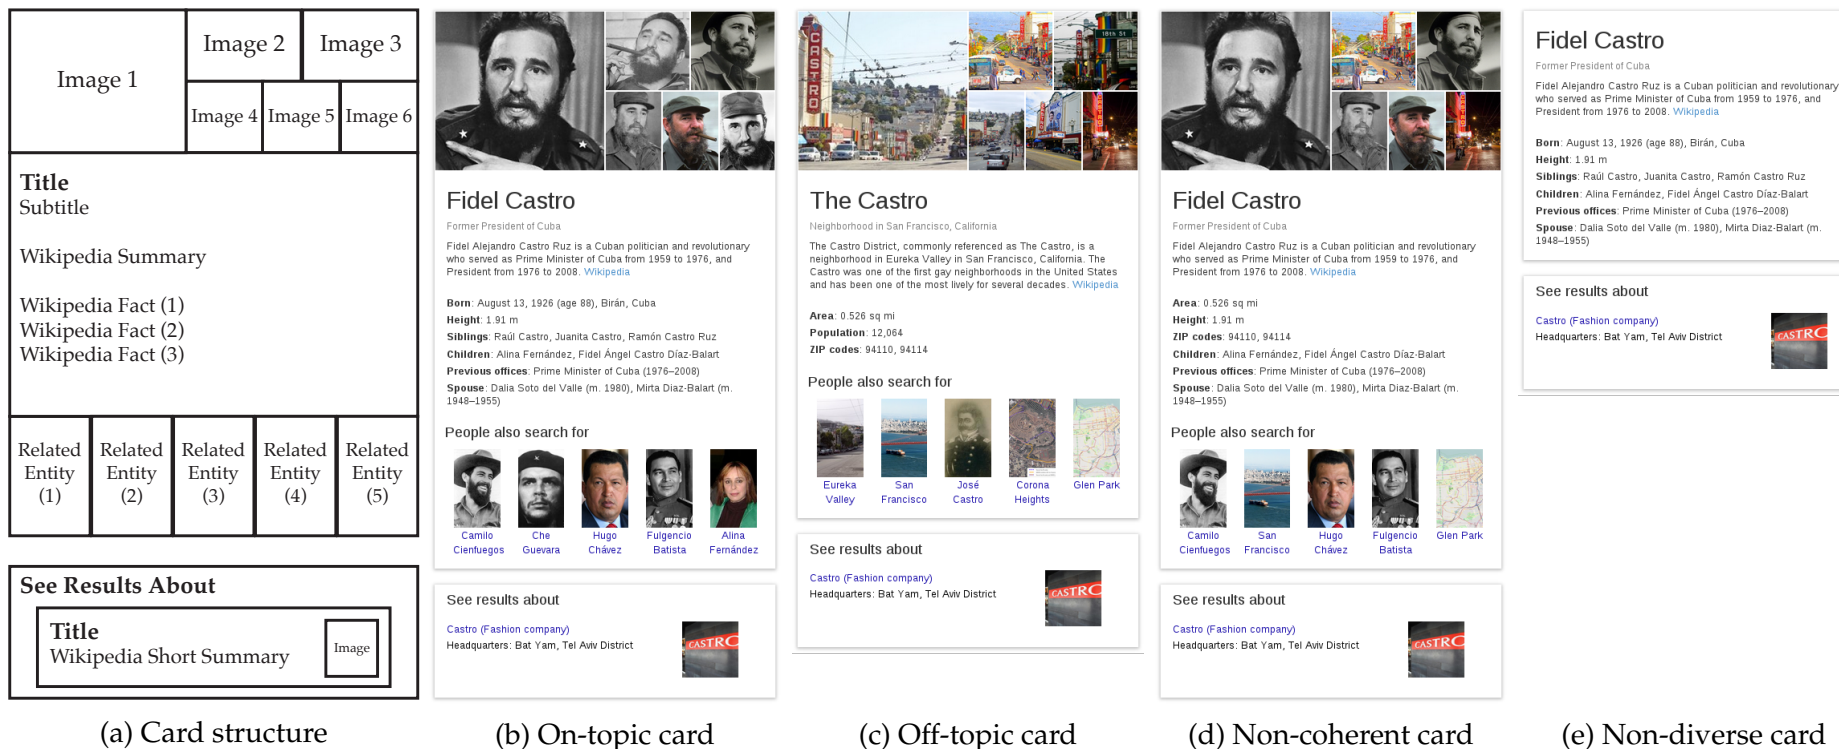 Image 1
Image 2
Image 3
Image 4
Image 5
Image 6
Title
Subtitle
Wikipedia Summary
Wikipedia Fact (1)
Wikipedia Fact (2)
Wikipedia Fact (3)
Related Entity (1)
Related Entity (2)
Related Entity (3)
Related Entity (4)
Related Entity (5)
See Results About
Title
Wikipedia Short Summary
Image
(a) Card structure
Fidel Castro
Former President of Cuba
Fidel Alejandro Castro Ruz is a Cuban politician and revolutionary
who served as Prime Minister of Cuba from 1959 to 1976, and
President from 1976 to 2008. Wikipedia
Born: August 13, 1926 (age 88), Birán, Cuba
Height: 1.91 m
Siblings: Raúl Castro, Juanita Castro, Ramón Castro Ruz
Children: Alina Fernández, Fidel Ángel Castro Díaz-Balart
Previous offices: Prime Minister of Cuba (1976–2008)
Spouse: Dalia Soto del Valle (m. 1980), Mirta Diaz-Balart (m.
1948–1955)
People also search for
Camilo Cienfuegos
Che Guevara
Hugo Chávez
Fulgencio Batista
Alina Fernández
See results about
Castro (Fashion company)
Headquarters: Bat Yam, Tel Aviv District
CASTRO
(b) On-topic card
CASTRO
18th St
The Castro
Neighborhood in San Francisco, California
The Castro District, commonly referenced as The Castro, is a
neighborhood in Eureka Valley in San Francisco, California. The
Castro was one of the first gay neighborhoods in the United States
and has been one of the most lively for several decades. Wikipedia
Area: 0.526 sq mi
Population: 12,064
ZIP codes: 94110, 94114
People also search for
Eureka Valley
San Francisco
José Castro
Corona Heights
Glen Park
See results about
Castro (Fashion company)
Headquarters: Bat Yam, Tel Aviv District
CASTRO
(c) Off-topic card
Fidel Castro
Former President of Cuba
Fidel Alejandro Castro Ruz is a Cuban politician and revolutionary
who served as Prime Minister of Cuba from 1959 to 1976, and
President from 1976 to 2008. Wikipedia
Area: 0.526 sq mi
Height: 1.91 m
ZIP codes: 94110, 94114
Children: Alina Fernández, Fidel Ángel Castro Díaz-Balart
Previous offices: Prime Minister of Cuba (1976–2008)
Spouse: Dalia Soto del Valle (m. 1980), Mirta Diaz-Balart (m.
1948–1955)
People also search for
Camilo Cienfuegos
San Francisco
Hugo Chávez
Fulgencio Batista
Glen Park
See results about
Castro (Fashion company)
Headquarters: Bat Yam, Tel Aviv District
CASTRO
(d) Non-coherent card
Fidel Castro
Former President of Cuba
Fidel Alejandro Castro Ruz is a Cuban politician and revolutionary
who served as Prime Minister of Cuba from 1959 to 1976, and
President from 1976 to 2008. Wikipedia
Born: August 13, 1926 (age 88), Birán, Cuba
Height: 1.91 m
Siblings: Raúl Castro, Juanita Castro, Ramón Castro Ruz
Children: Alina Fernández, Fidel Ángel Castro Díaz-Balart
Previous offices: Prime Minister of Cuba (1976–2008)
Spouse: Dalia Soto del Valle (m. 1980), Mirta Diaz-Balart (m.
1948–1955)
See results about
Castro (Fashion company)
Headquarters: Bat Yam, Tel Aviv District
CASTRO
(e) Non-diverse card